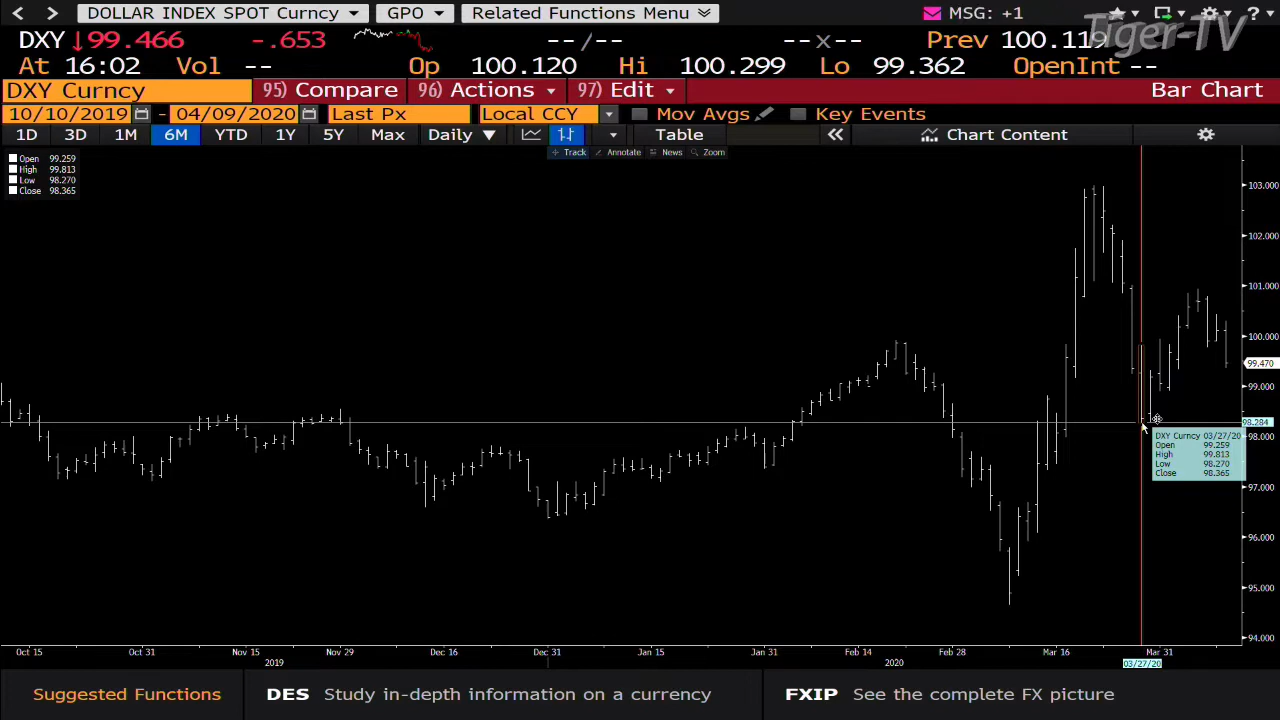 DOLLAR INDEX SPOT Curncy GPO Related Functions Menu MSG: +1 ?
Tiger-TV
DXY ↓99.466 -.653 --/-- --x-- Prev 100.119
At 16:02 Vol -- Op 100.120 Hi 100.299 Lo 99.362 OpenInt --
DXY Curncy 95) Compare 96) Actions 97) Edit Bar Chart
10/10/2019 - 04/09/2020 Last Px Local CCY Mov Avgs Key Events
1D 3D 1M 6M YTD 1Y 5Y Max Daily ▼ Table « Chart Content
Track Annotate News Zoom
Open 99.259
High 99.813
Low 98.270
Close 98.365
103.000
102.000
101.000
100.000
99.470
99.000
98.284
98.000
DXY Curncy 03/27/20
Open 99.259
High 99.813
Low 98.270
Close 98.365
97.000
96.000
95.000
94.000
Oct 15 Oct 31 Nov 15 Nov 29 Dec 16 Dec 31 Jan 15 Jan 31 Feb 14 Feb 28 Mar 16 Mar 31
2019 2020 03/27/20
Suggested Functions DES Study in-depth information on a currency FXIP See the complete FX picture